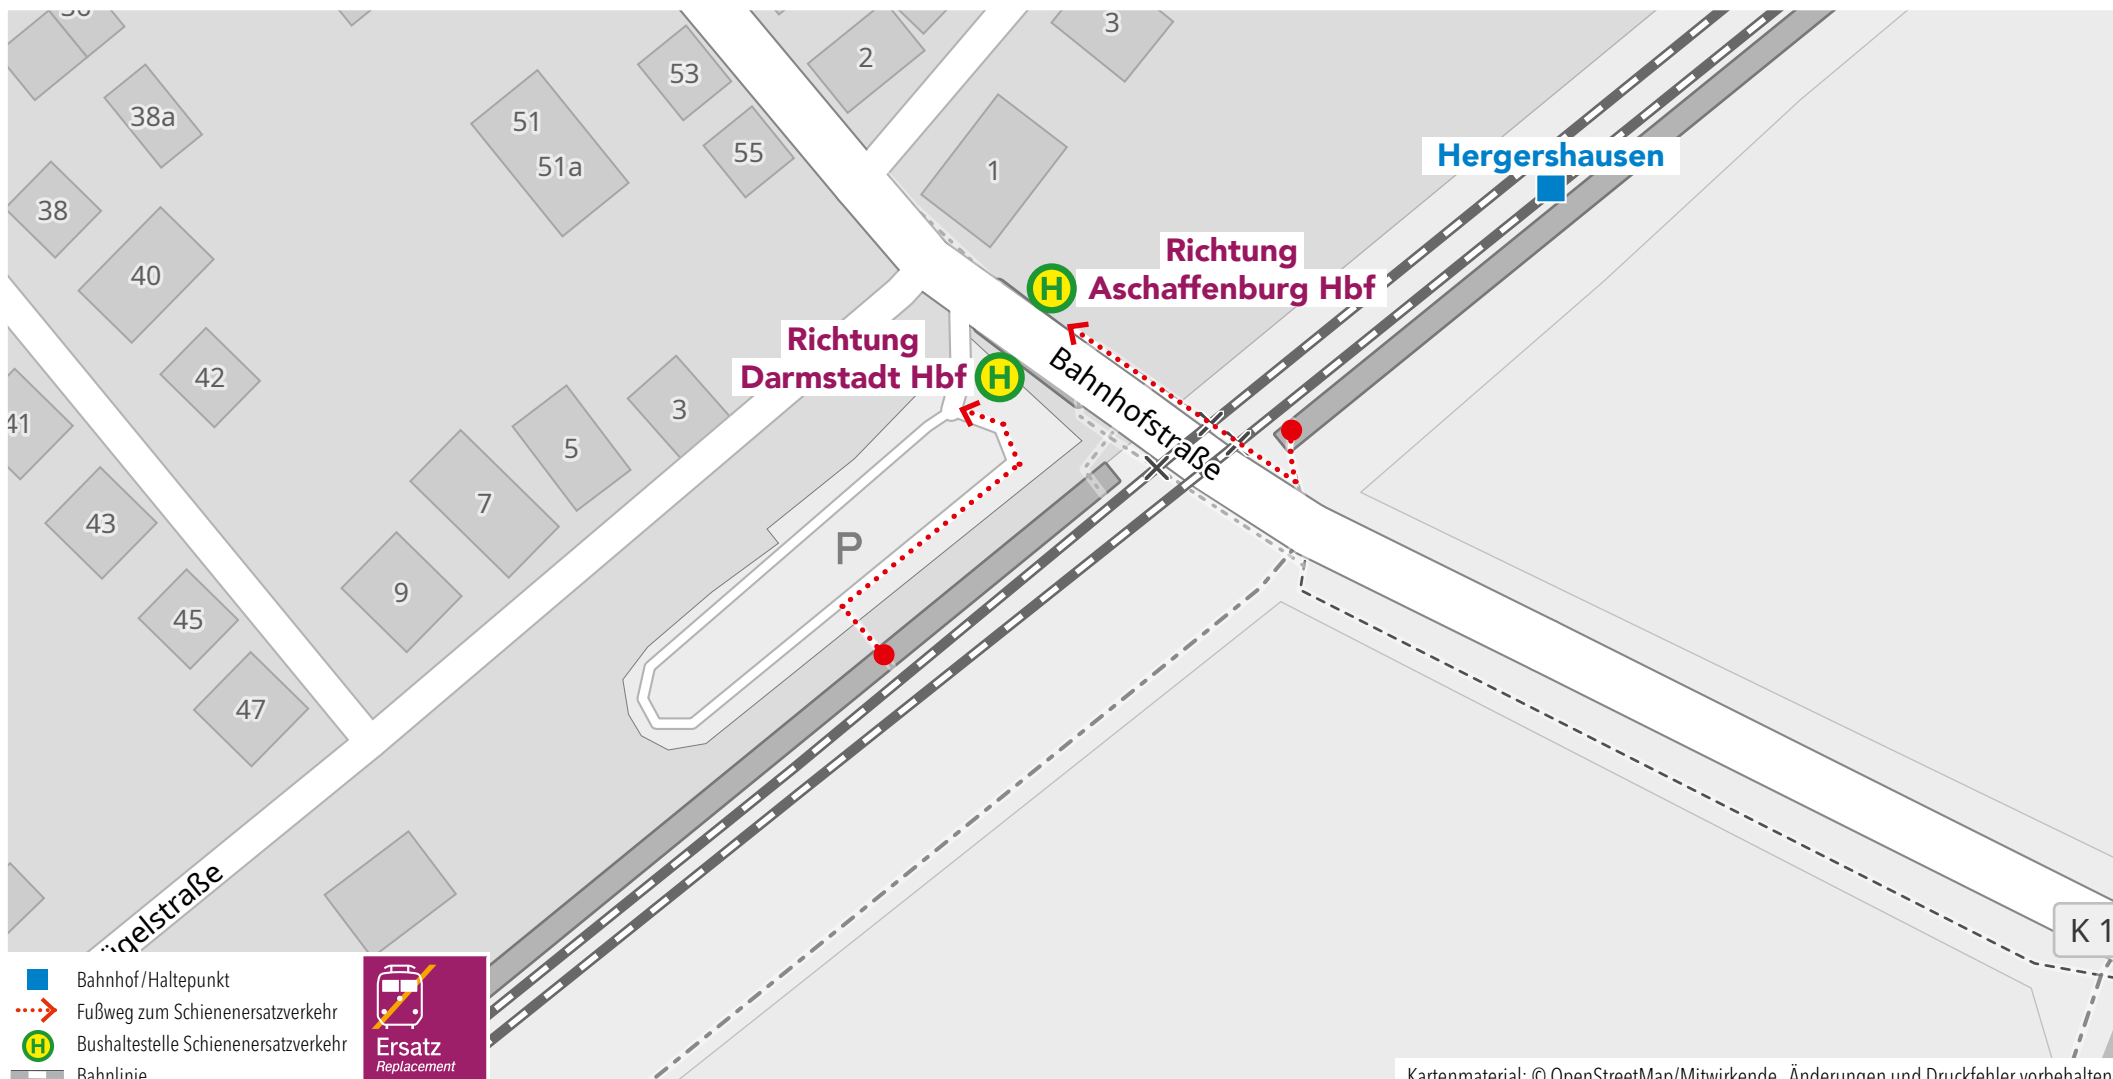 3
2
53
38a
51
55
51a
1
Hergershausen
38
Richtung
Aschaffenburg Hbf
40
Richtung
Darmstadt Hbf
Bahnhofstraße
42
3
41
5
7
43
P
9
45
47
ügelstraße
K 1
Bahnhof/Haltepunkt
Fußweg zum Schienenersatzverkehr
H Bushaltestelle Schienenersatzverkehr
Bahnlinie
Ersatz
Replacement
H
H
Kartenmaterial: © OpenStreetMap/Mitwirkende, Änderungen und Druckfehler vorbehalten